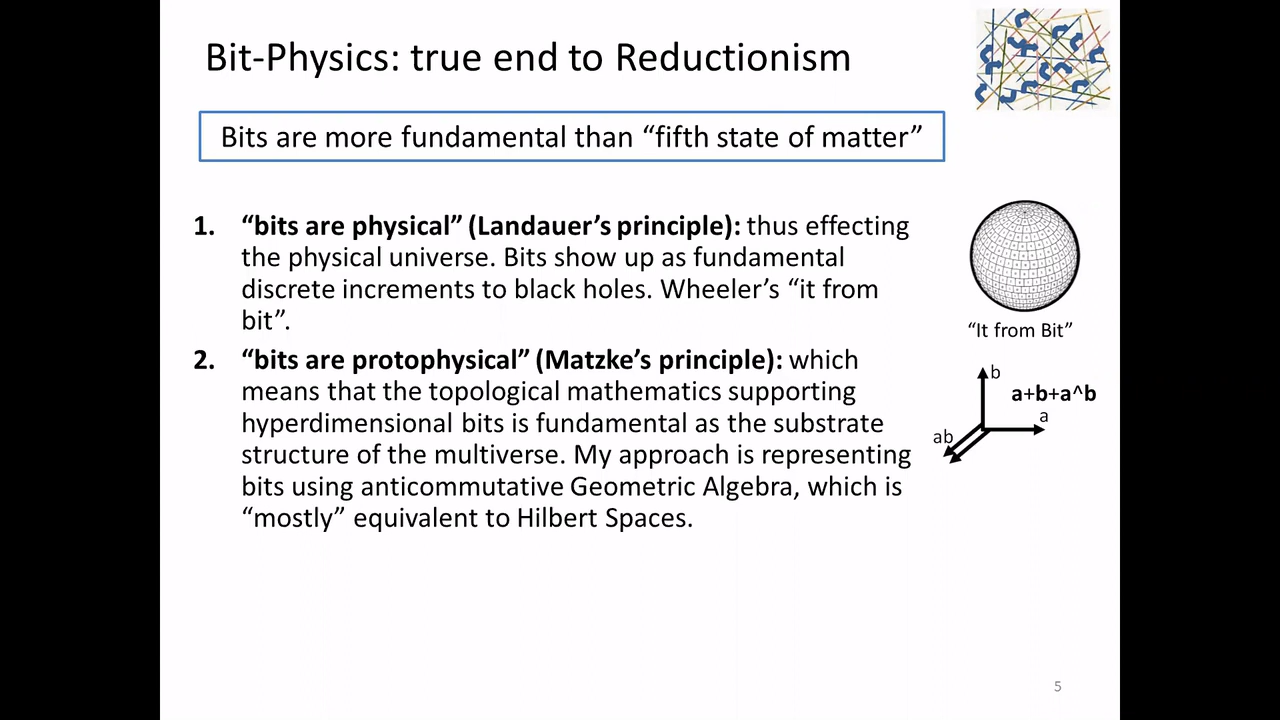 Bit-Physics: true end to Reductionism
Bits are more fundamental than “fifth state of matter”
1. “bits are physical” (Landauer’s principle): thus effecting
the physical universe. Bits show up as fundamental
discrete increments to black holes. Wheeler’s “it from
bit”.
2. “bits are protophysical” (Matzke’s principle): which
means that the topological mathematics supporting
hyperdimensional bits is fundamental as the substrate
structure of the multiverse. My approach is representing
bits using anticommutative Geometric Algebra, which is
“mostly” equivalent to Hilbert Spaces.
“It from Bit”
b
a+b+a^b
a
ab
5